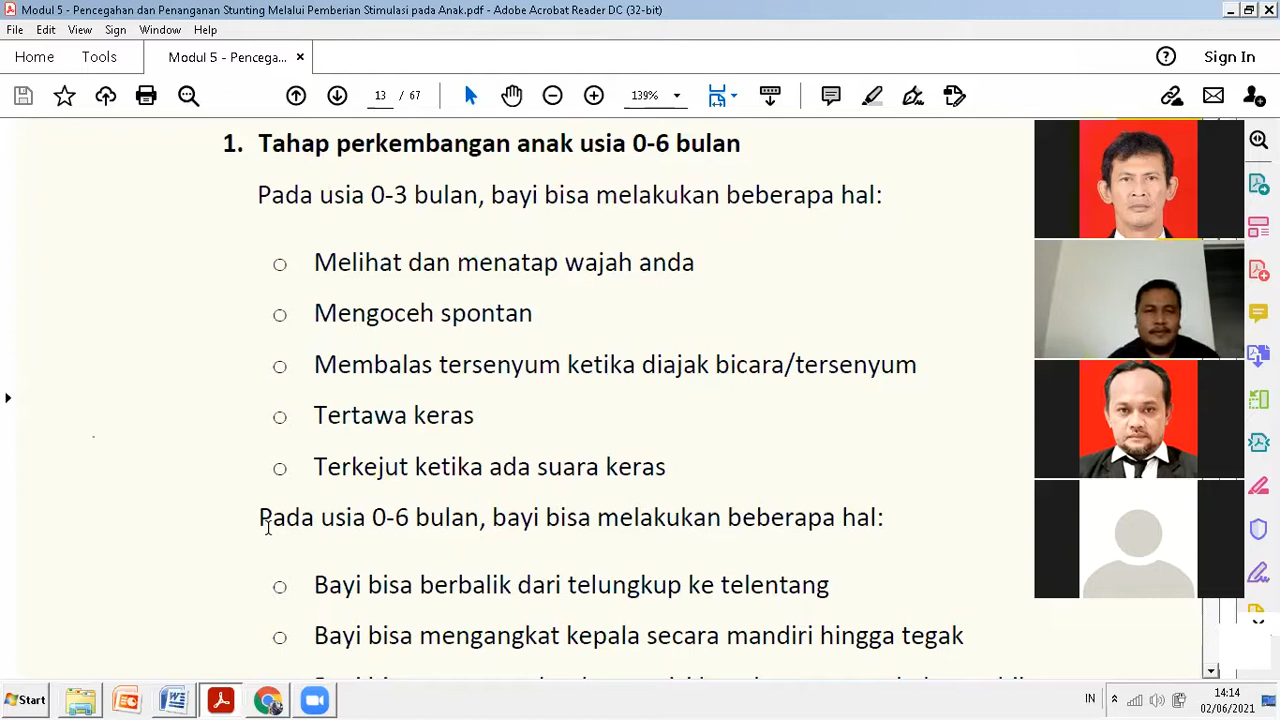 Modul 5 - Pencegahan dan Penanganan Stunting Melalui Pemberian Stimulasi pada Anak.pdf - Adobe Acrobat Reader DC (32-bit)
File Edit View Sign Window Help
Home Tools Modul 5 - Pencega... × Sign In
13 / 67 139%
1. Tahap perkembangan anak usia 0-6 bulan
Pada usia 0-3 bulan, bayi bisa melakukan beberapa hal:
○ Melihat dan menatap wajah anda
○ Mengoceh spontan
○ Membalas tersenyum ketika diajak bicara/tersenyum
○ Tertawa keras
○ Terkejut ketika ada suara keras
Pada usia 0-6 bulan, bayi bisa melakukan beberapa hal:
○ Bayi bisa berbalik dari telungkup ke telentang
○ Bayi bisa mengangkat kepala secara mandiri hingga tegak
Start IN 14:14
02/06/2021